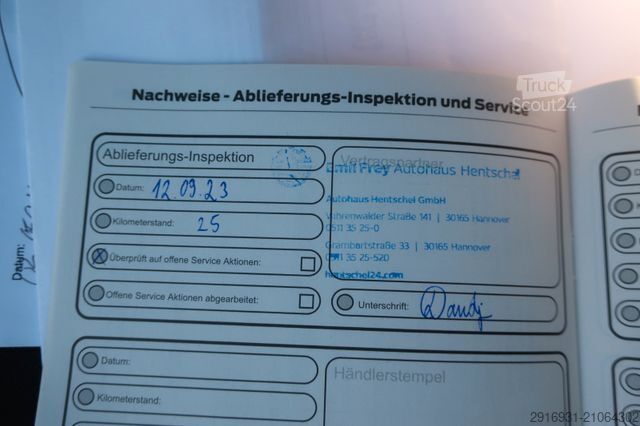 Truck
Scout24
Nachweise - Ablieferungs-Inspektion und Service
Ablieferungs-Inspektion
Datum: 12.09.23
Kilometerstand: 25
Überprüft auf offene Service Aktionen:
Offene Service Aktionen abgearbeitet:
Vertragspartner
Emil Frey Autohaus Hentschel
Autohaus Hentschel GmbH
Vahrenwalder Straße 141 | 30165 Hannover
0511 35 25-0
Grambartstraße 33 | 30165 Hannover
0511 35 25-520
hentschel24.com
Unterschrift:
Datum:
Kilometerstand:
Händlerstempel
Datum:
2916931-21064302